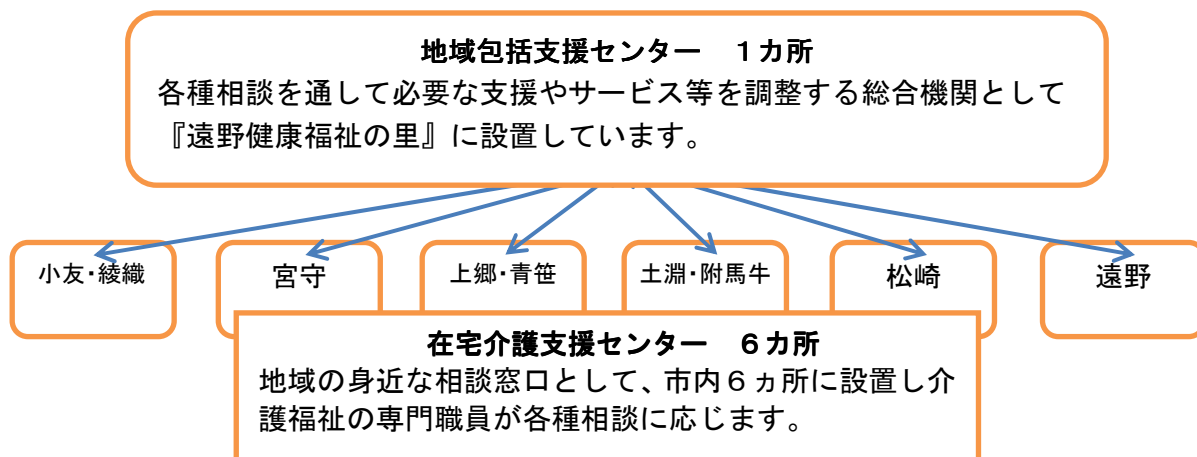 地域包括支援センター　１カ所
各種相談を通して必要な支援やサービス等を調整する総合機関として
『遠野健康福祉の里』に設置しています。
小友・綾織
宮守
上郷・青笹
土淵・附馬牛
松崎
遠野
在宅介護支援センター　６カ所
地域の身近な相談窓口として、市内６ヵ所に設置し介
護福祉の専門職員が各種相談に応じます。